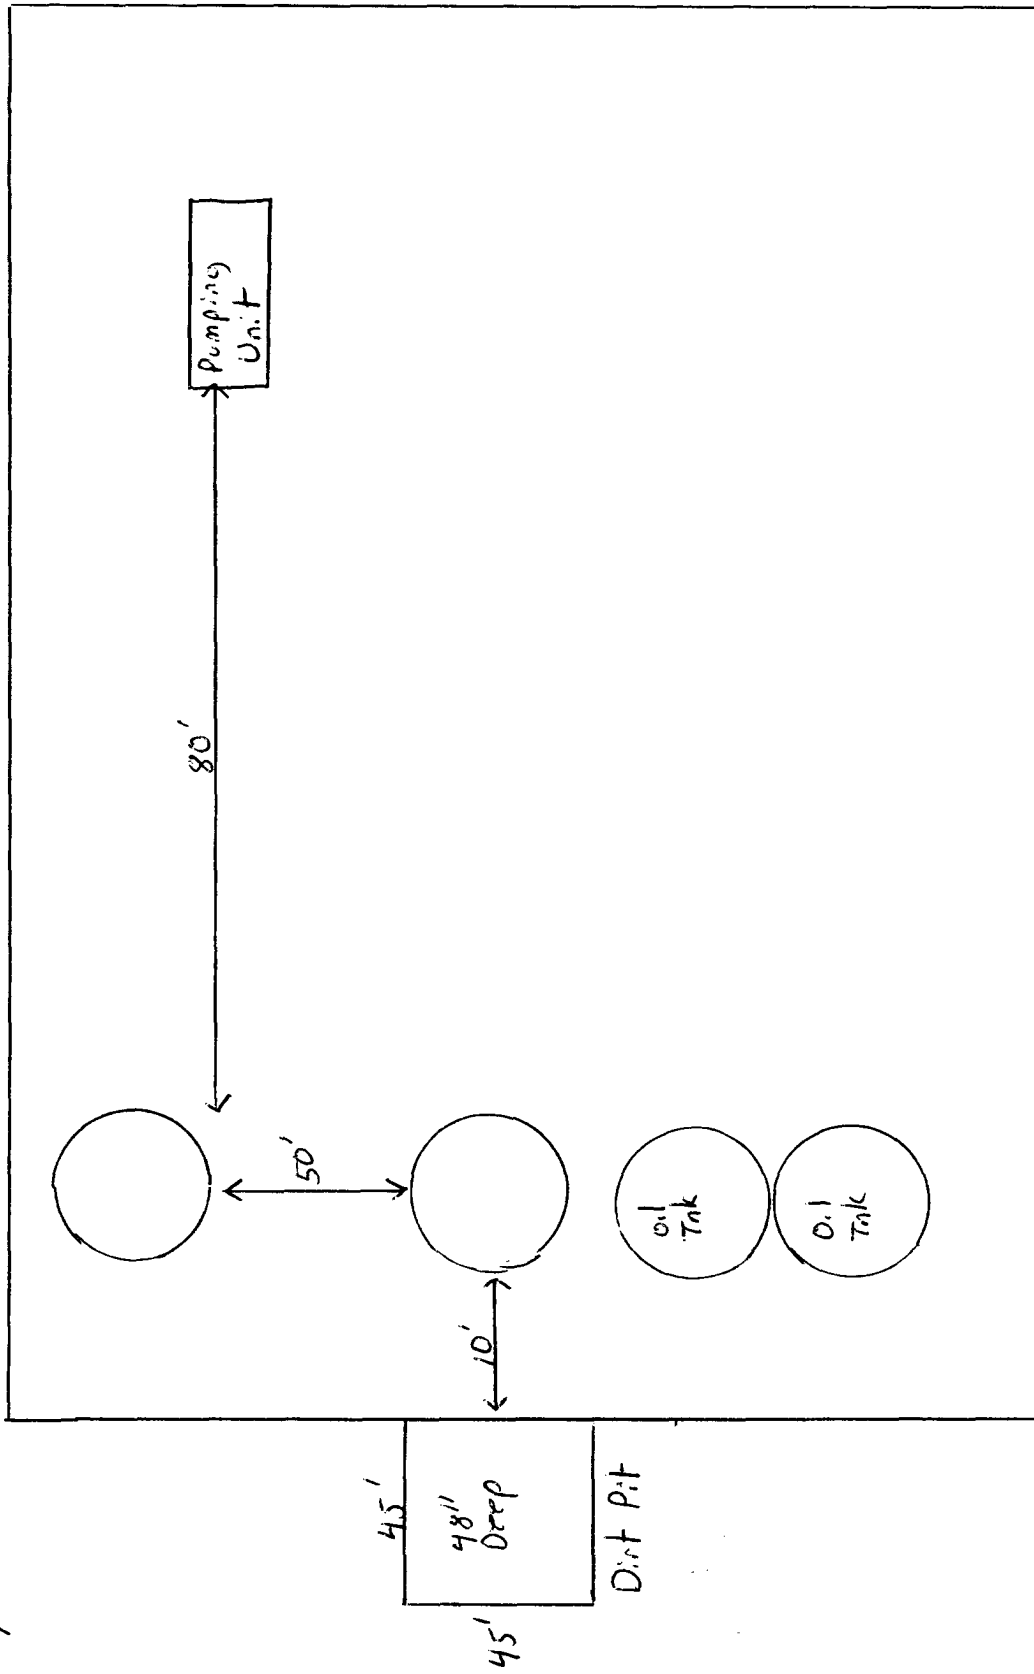 Pumping
Unit
80'
50'
Oil
Tnk
Oil
Tnk
10'
45'
48"
Deep
45'
Dirt Pit